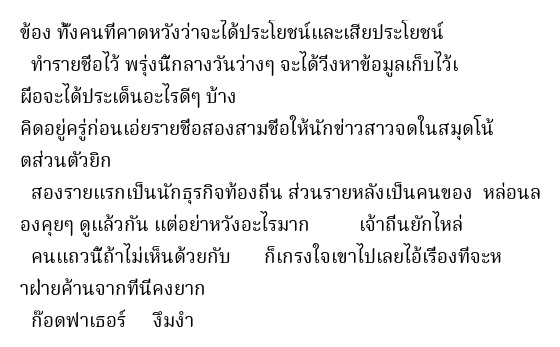 ข้อง ทั้งคนที่คาดหวังว่าจะได้ประโยชน์และเสียประโยชน์
ทำรายชื่อไว้ พรุ่งนี้กลางวันว่างๆ จะได้วิ่งหาข้อมูลเก็บไว้เ
ผื่อจะได้ประเด็นอะไรดีๆ บ้าง
คิดอยู่ครู่ก่อนเอ่ยรายชื่อสองสามชื่อให้นักข่าวสาวจดในสมุดโน้
ตส่วนตัวยิก
สองรายแรกเป็นนักธุรกิจท้องถิ่น ส่วนรายหลังเป็นคนของ หล่อนล
องคุยๆ ดูแล้วกัน แต่อย่าหวังอะไรมาก เจ้าถิ่นยักไหล่
คนแถวนี้ถ้าไม่เห็นด้วยกับ ก็เกรงใจเขาไปเลยไอ้เรื่องที่จะห
าฝ่ายค้านจากที่นี่คงยาก
ก๊อดฟาเธอร์ งึมงำ